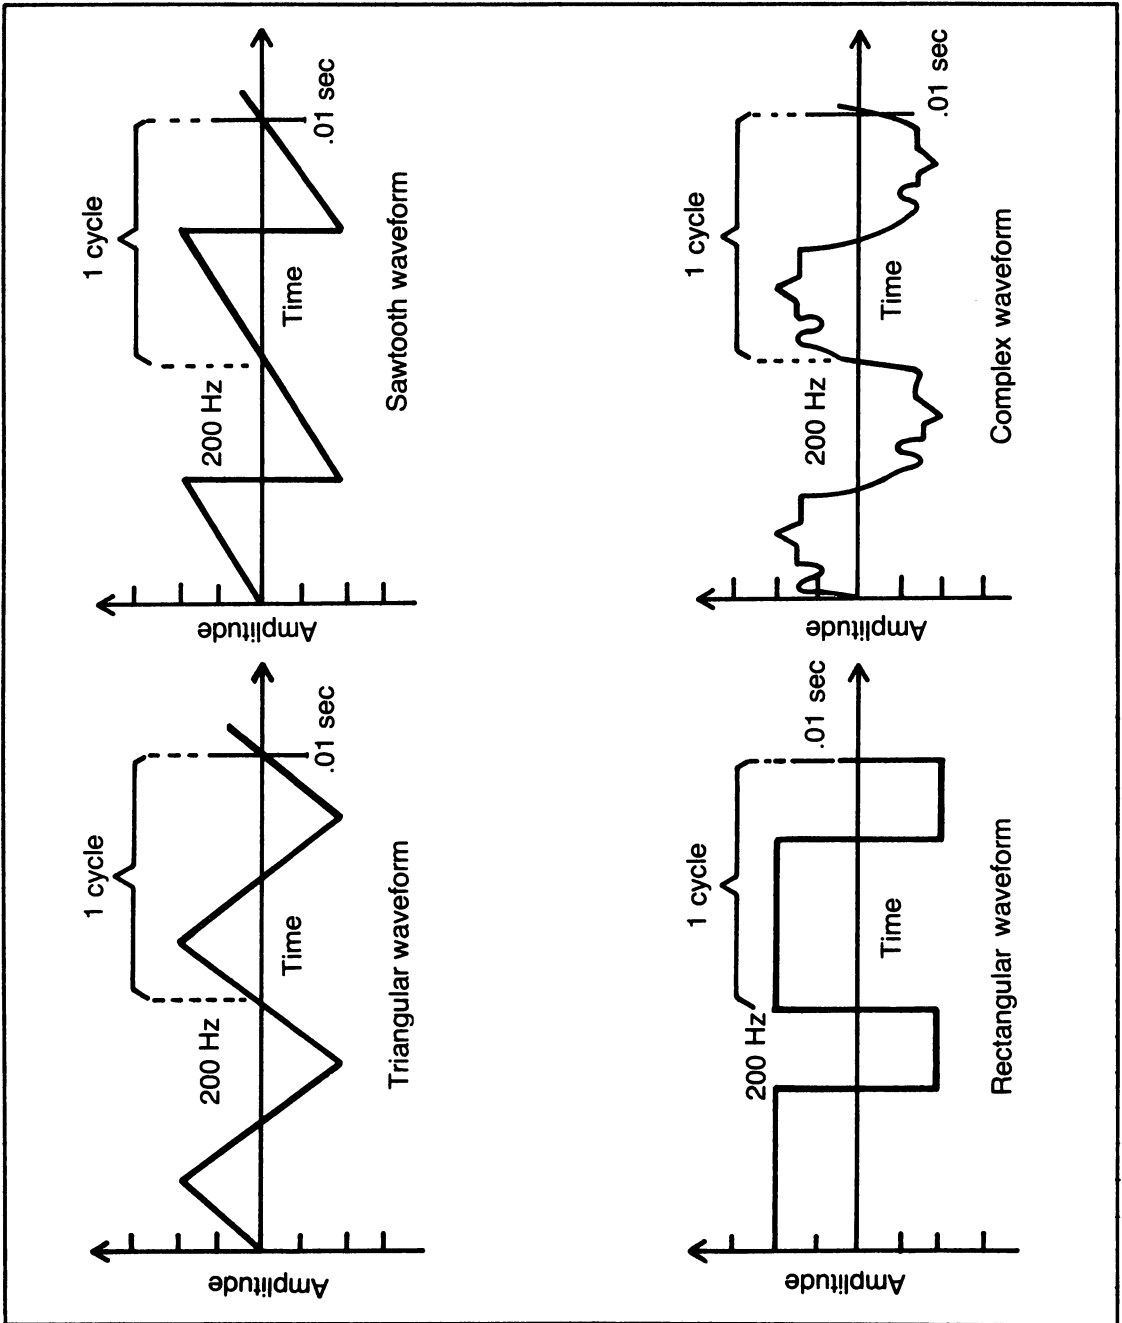 1 cycle
200 Hz
Amplitude
Time
.01 sec
Triangular waveform
1 cycle
200 Hz
Amplitude
Time
.01 sec
Sawtooth waveform
1 cycle
200 Hz
Amplitude
Time
.01 sec
Rectangular waveform
1 cycle
200 Hz
Amplitude
Time
.01 sec
Complex waveform